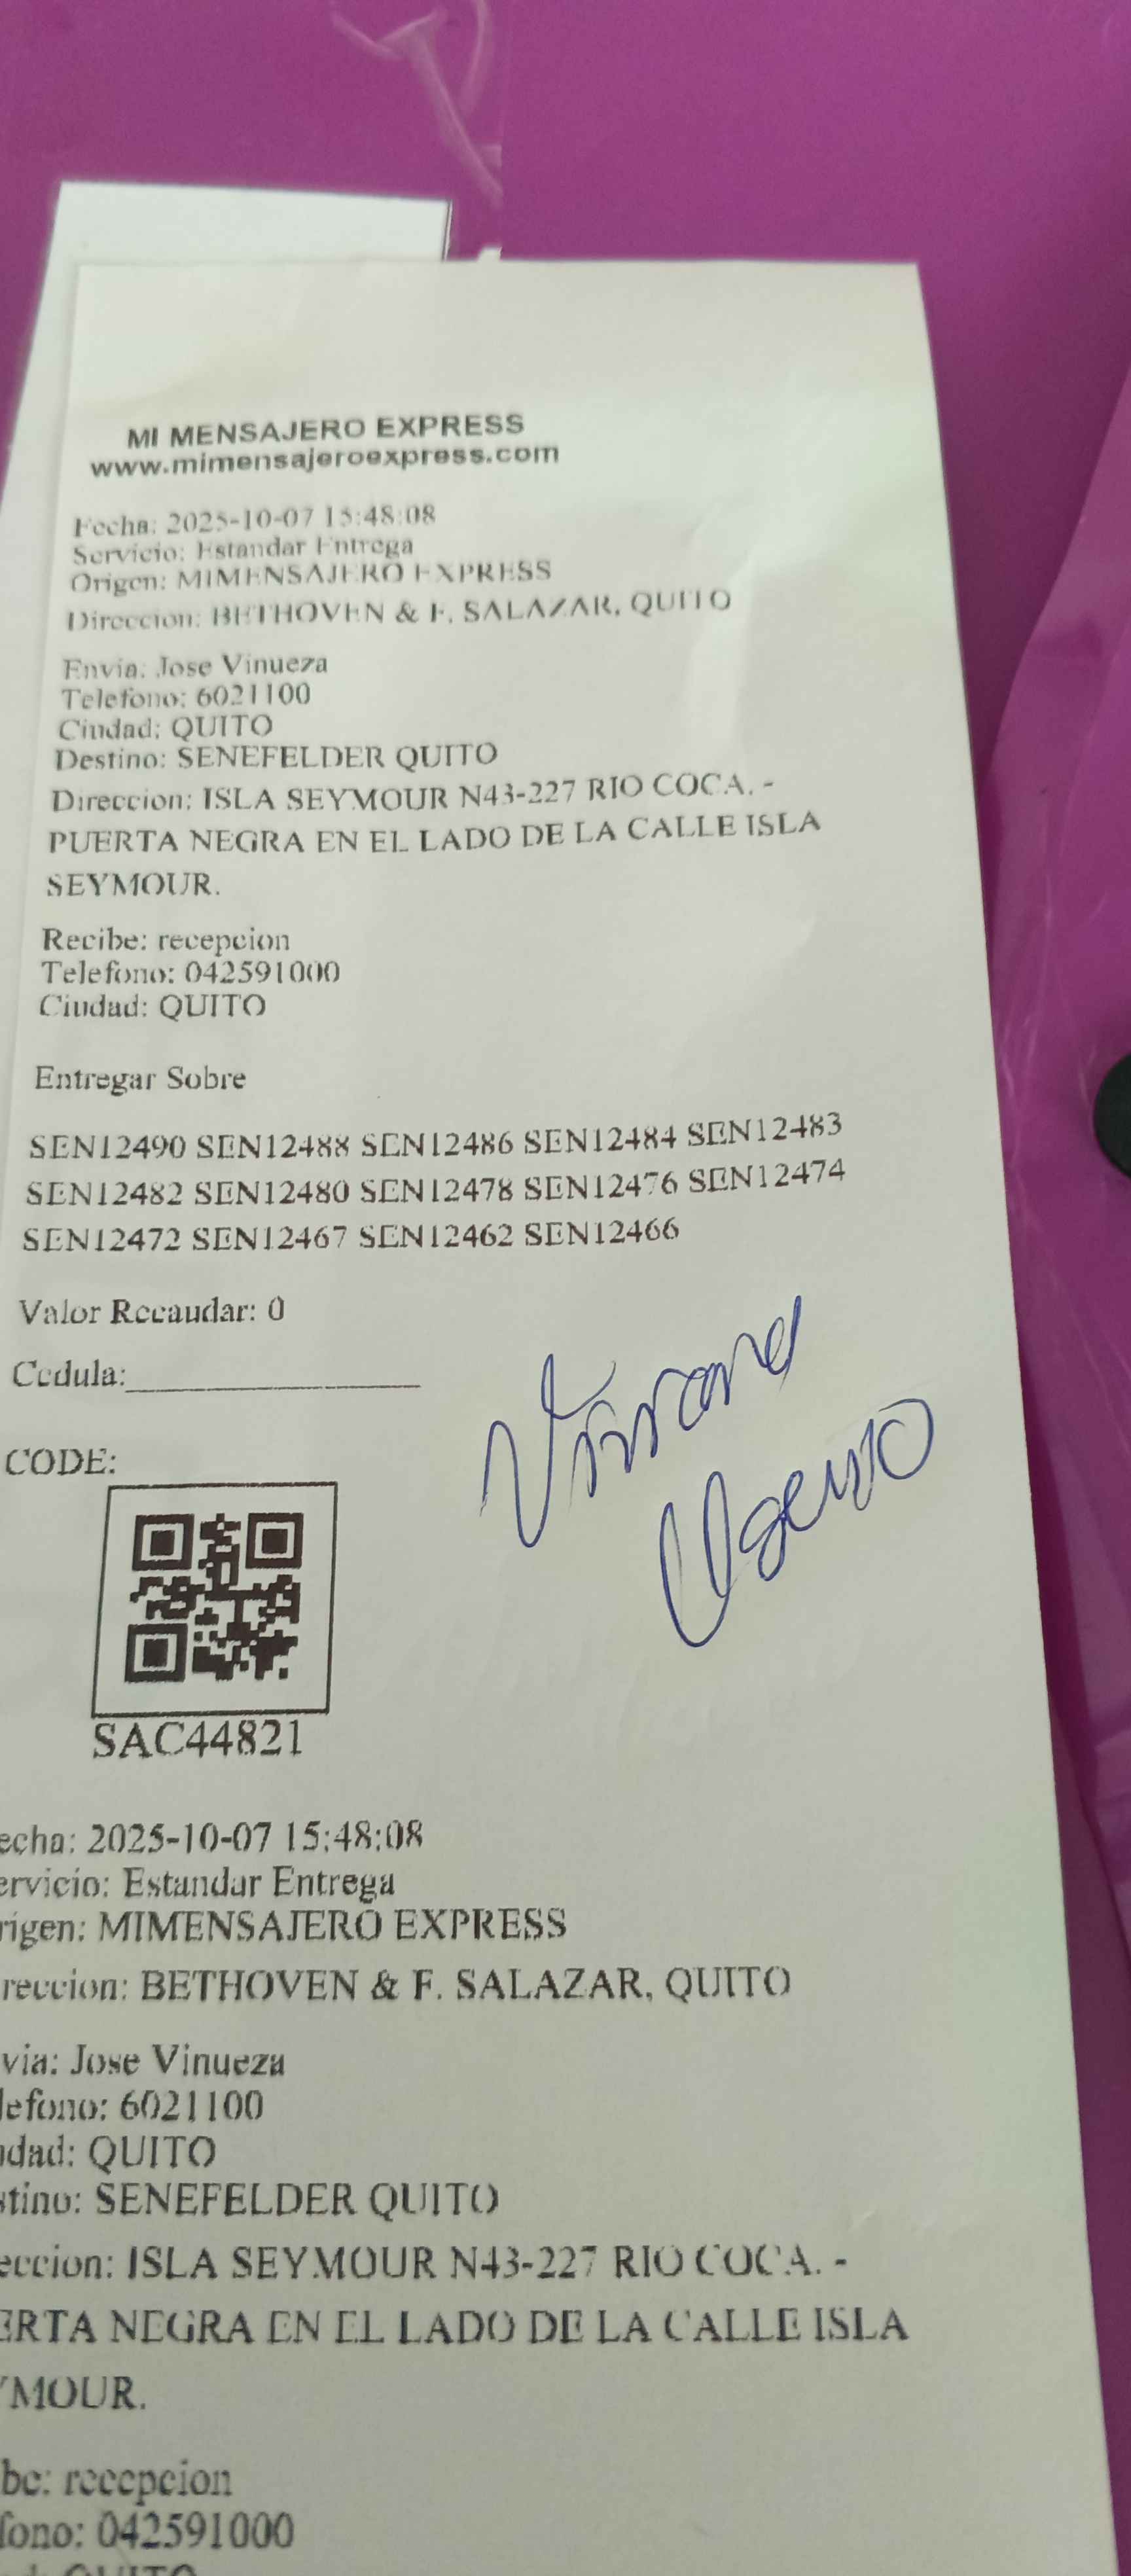 MI MENSAJERO EXPRESS
www.mimensajeroexpress.com
Fecha: 2025-10-07 15:48:08
Servicio: Estandar Entrega
Origen: MIMENSAJERO EXPRESS
Direccion: BETHOVEN & F. SALAZAR, QUITO
Envia: Jose Vinueza
Telefono: 6021100
Ciudad: QUITO
Destino: SENEFELDER QUITO
Direccion: ISLA SEYMOUR N43-227 RIO COCA. -
PUERTA NEGRA EN EL LADO DE LA CALLE ISLA
SEYMOUR.
Recibe: recepcion
Telefono: 042591000
Ciudad: QUITO
Entregar Sobre
SEN12490 SEN12488 SEN12486 SEN12484 SEN12483
SEN12482 SEN12480 SEN12478 SEN12476 SEN12474
SEN12472 SEN12467 SEN12462 SEN12466
Valor Recaudar: 0
Cedula:
CODE:
SAC44821
echa: 2025-10-07 15:48:08
ervicio: Estandar Entrega
rigen: MIMENSAJERO EXPRESS
reccion: BETHOVEN & F. SALAZAR, QUITO
via: Jose Vinueza
lefono: 6021100
dad: QUITO
stino: SENEFELDER QUITO
eccion: ISLA SEYMOUR N43-227 RIO COCA. -
ERTA NEGRA EN EL LADO DE LA CALLE ISLA
YMOUR.
be: recepcion
fono: 042591000
QUITO